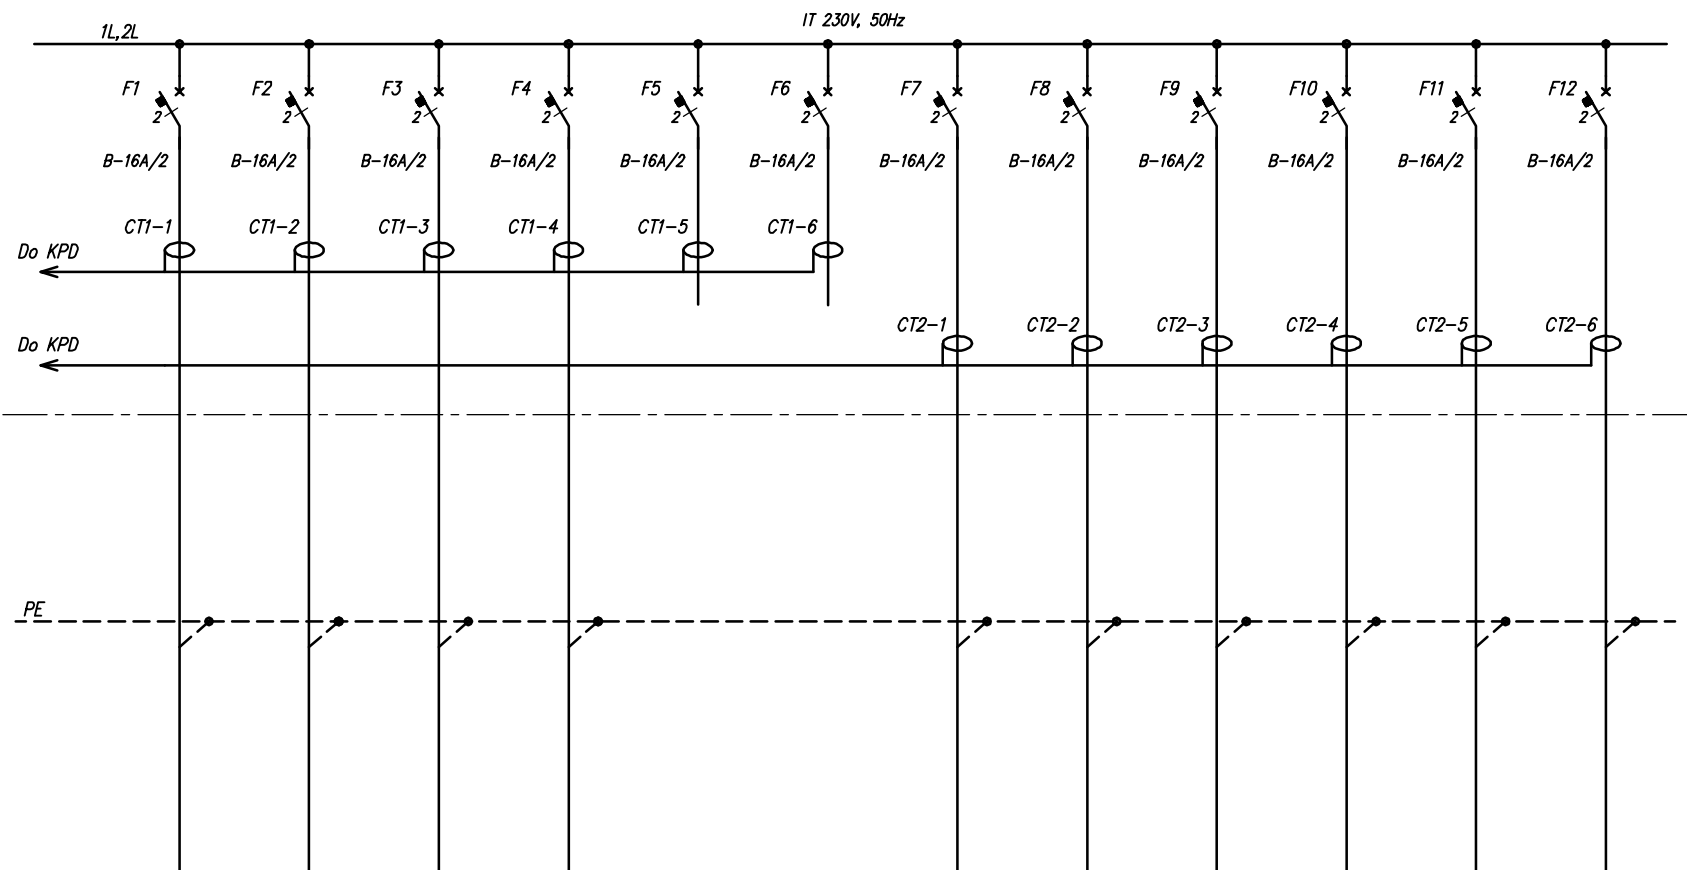 IT 230V, 50Hz
1L,2L
F1 F2 F3 F4 F5 F6 F7 F8 F9 F10 F11 F12
2 2 2 2 2 2 2 2 2 2 2 2
B-16A/2 B-16A/2 B-16A/2 B-16A/2 B-16A/2 B-16A/2 B-16A/2 B-16A/2 B-16A/2 B-16A/2 B-16A/2 B-16A/2
CT1-1 CT1-2 CT1-3 CT1-4 CT1-5 CT1-6
Do KPD
CT2-1 CT2-2 CT2-3 CT2-4 CT2-5 CT2-6
Do KPD
PE